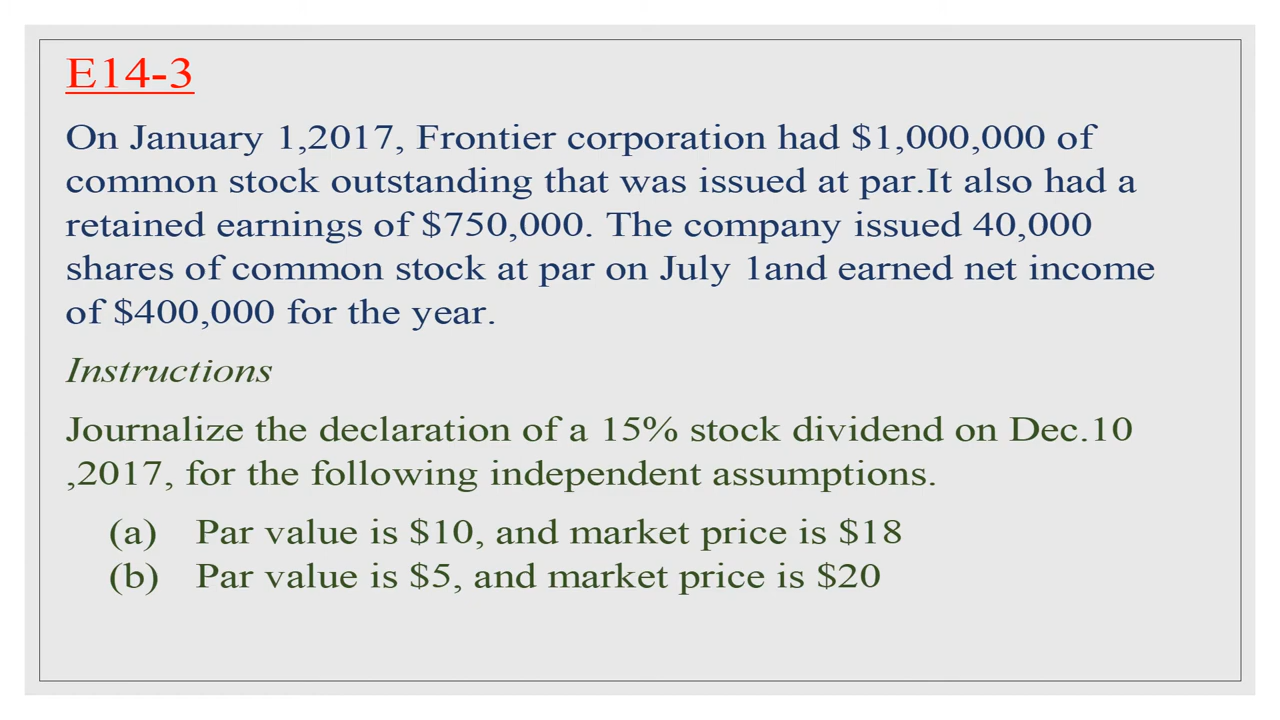 E14-3
On January 1,2017, Frontier corporation had $1,000,000 of
common stock outstanding that was issued at par.It also had a
retained earnings of $750,000. The company issued 40,000
shares of common stock at par on July 1and earned net income
of $400,000 for the year.
Instructions
Journalize the declaration of a 15% stock dividend on Dec.10
,2017, for the following independent assumptions.
(a) Par value is $10, and market price is $18
(b) Par value is $5, and market price is $20